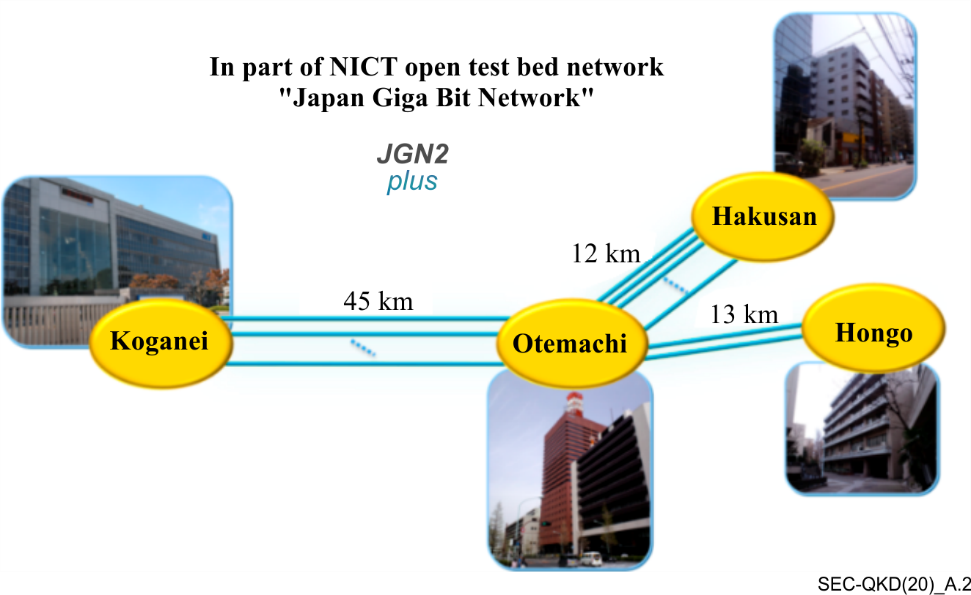 In part of NICT open test bed network
"Japan Giga Bit Network"
JGN2
plus
Hakusan
12 km
45 km
13 km
Koganei
Otemachi
Hongo
SEC-QKD(20)_A.2